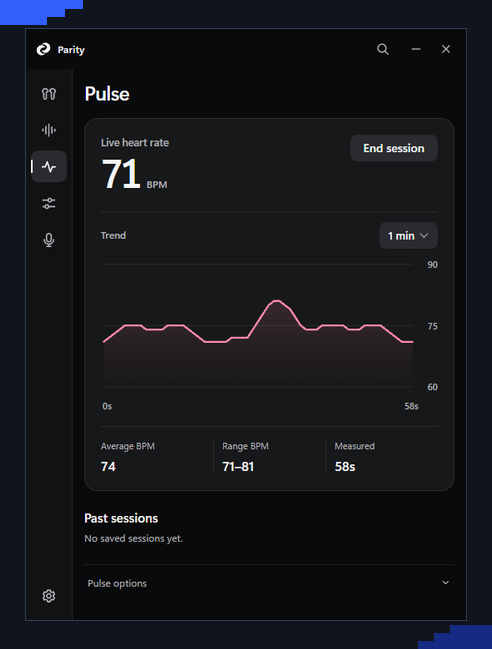 Parity
Pulse
Live heart rate
71 BPM
End session
Trend
1 min
90
75
60
0s
58s
Average BPM
74
Range BPM
71–81
Measured
58s
Past sessions
No saved sessions yet.
Pulse options